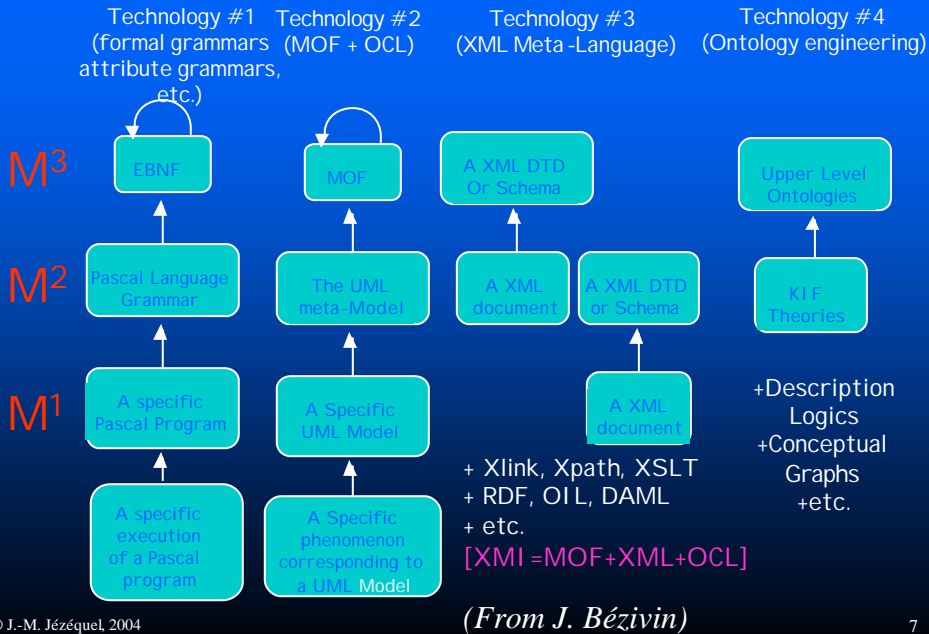 Technology #1
(formal grammars
attribute grammars,
etc.)
Technology #2
(MOF + OCL)
Technology #3
(XML Meta-Language)
Technology #4
(Ontology engineering)
M3
EBNF
MOF
A XML DTD
Or Schema
Upper Level
Ontologies
M2
Pascal Language
Grammar
The UML
meta-Model
A XML
document
A XML DTD
or Schema
KIF
Theories
M1
A specific
Pascal Program
A Specific
UML Model
A XML
document
+Description
Logics
+Conceptual
Graphs
+etc.
A specific
execution
of a Pascal
program
A Specific
phenomenon
corresponding to
a UML Model
+ Xlink, Xpath, XSLT
+ RDF, OIL, DAML
+ etc.
[XMI=MOF+XML+OCL]
(From J. Bézivin)
© J.-M. Jézéquel, 2004
7